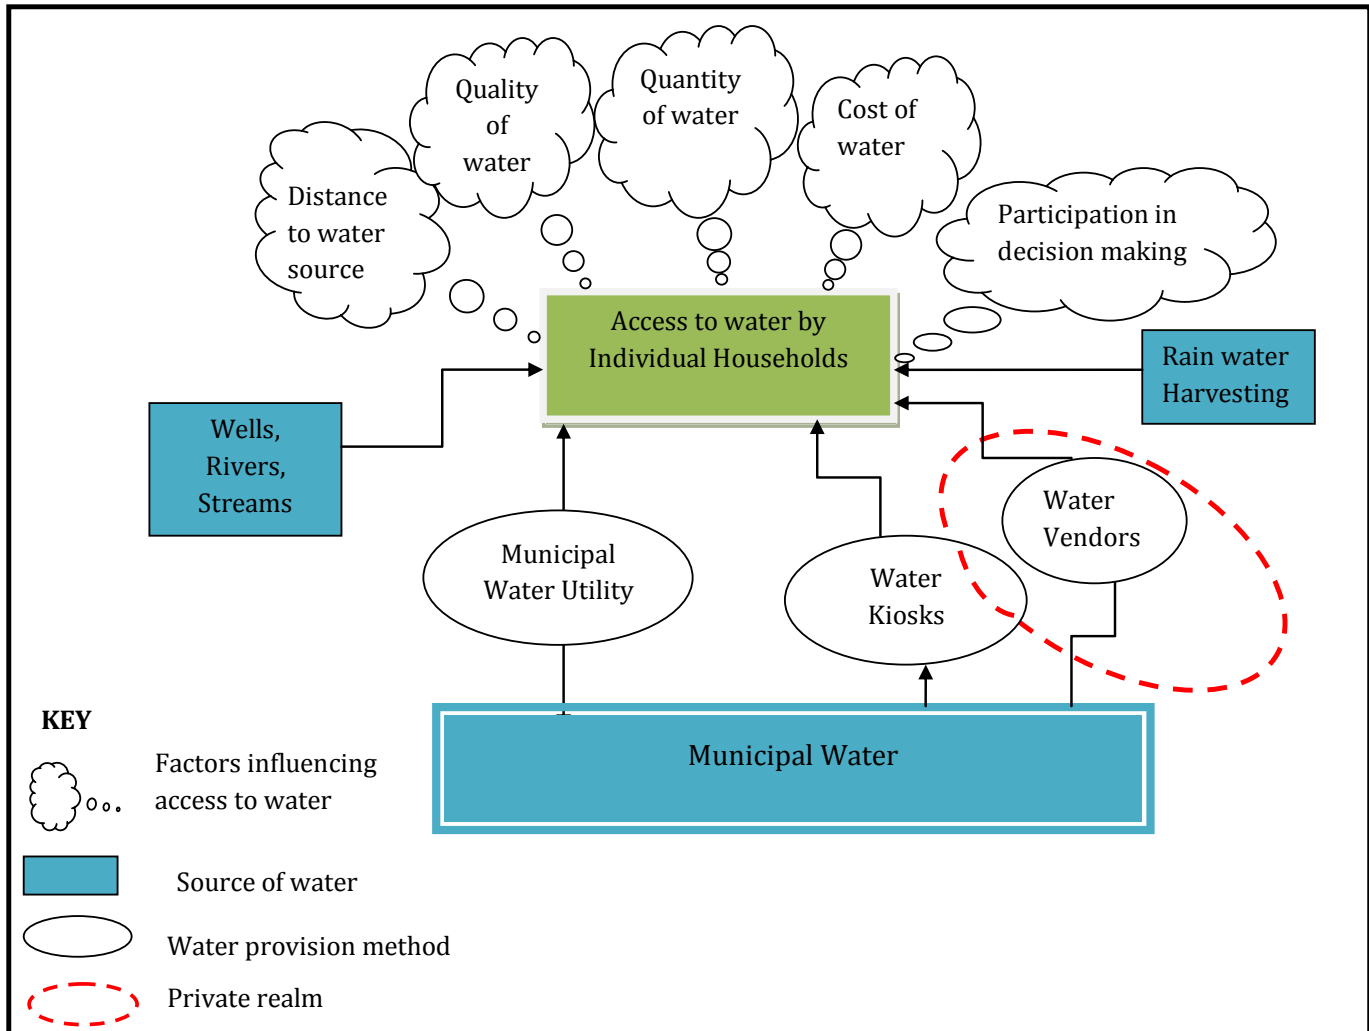 Distance
to water
source
Quality
of
water
Quantity
of water
Cost of
water
Participation in
decision making
Access to water by
Individual Households
Rain water
Harvesting
Wells,
Rivers,
Streams
Municipal
Water Utility
Water
Kiosks
Water
Vendors
Municipal Water
KEY
Factors influencing
access to water
Source of water
Water provision method
Private realm